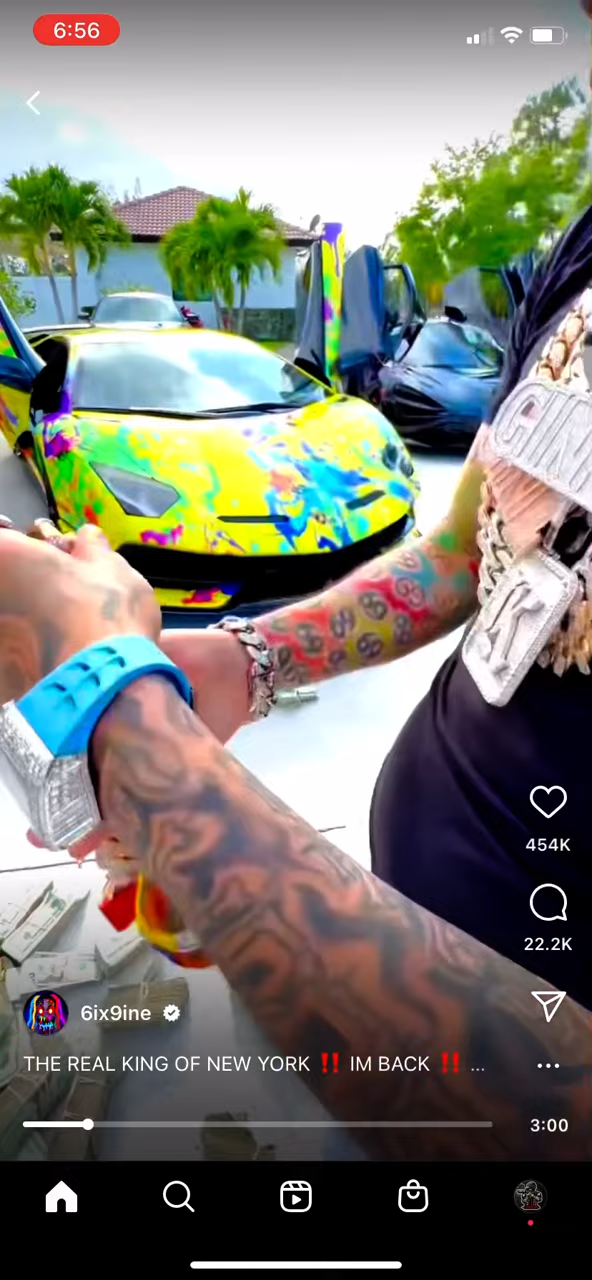 6:56
454K
22.2K
6ix9ine
THE REAL KING OF NEW YORK ‼️ IM BACK ‼️ ...
3:00